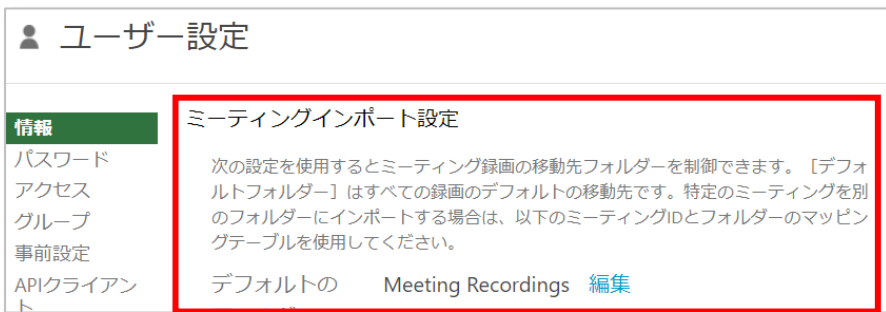 ユーザー設定
情報
パスワード
アクセス
グループ
事前設定
APIクライアン
ミーティングインポート設定
次の設定を使用するとミーティング録画の移動先フォルダーを制御できます。［デフォ
ルトフォルダー］はすべての録画のデフォルトの移動先です。特定のミーティングを別
のフォルダーにインポートする場合は、以下のミーティングIDとフォルダーのマッピン
グテーブルを使用してください。
デフォルトの Meeting Recordings 編集